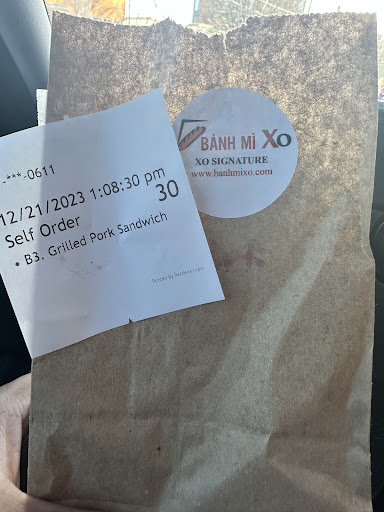 -***-0611
12/21/2023 1:08:30 pm
30
Self Order
• B3. Grilled Pork Sandwich
BÁNH MÌ XO
XO SIGNATURE
www.banhmixo.com